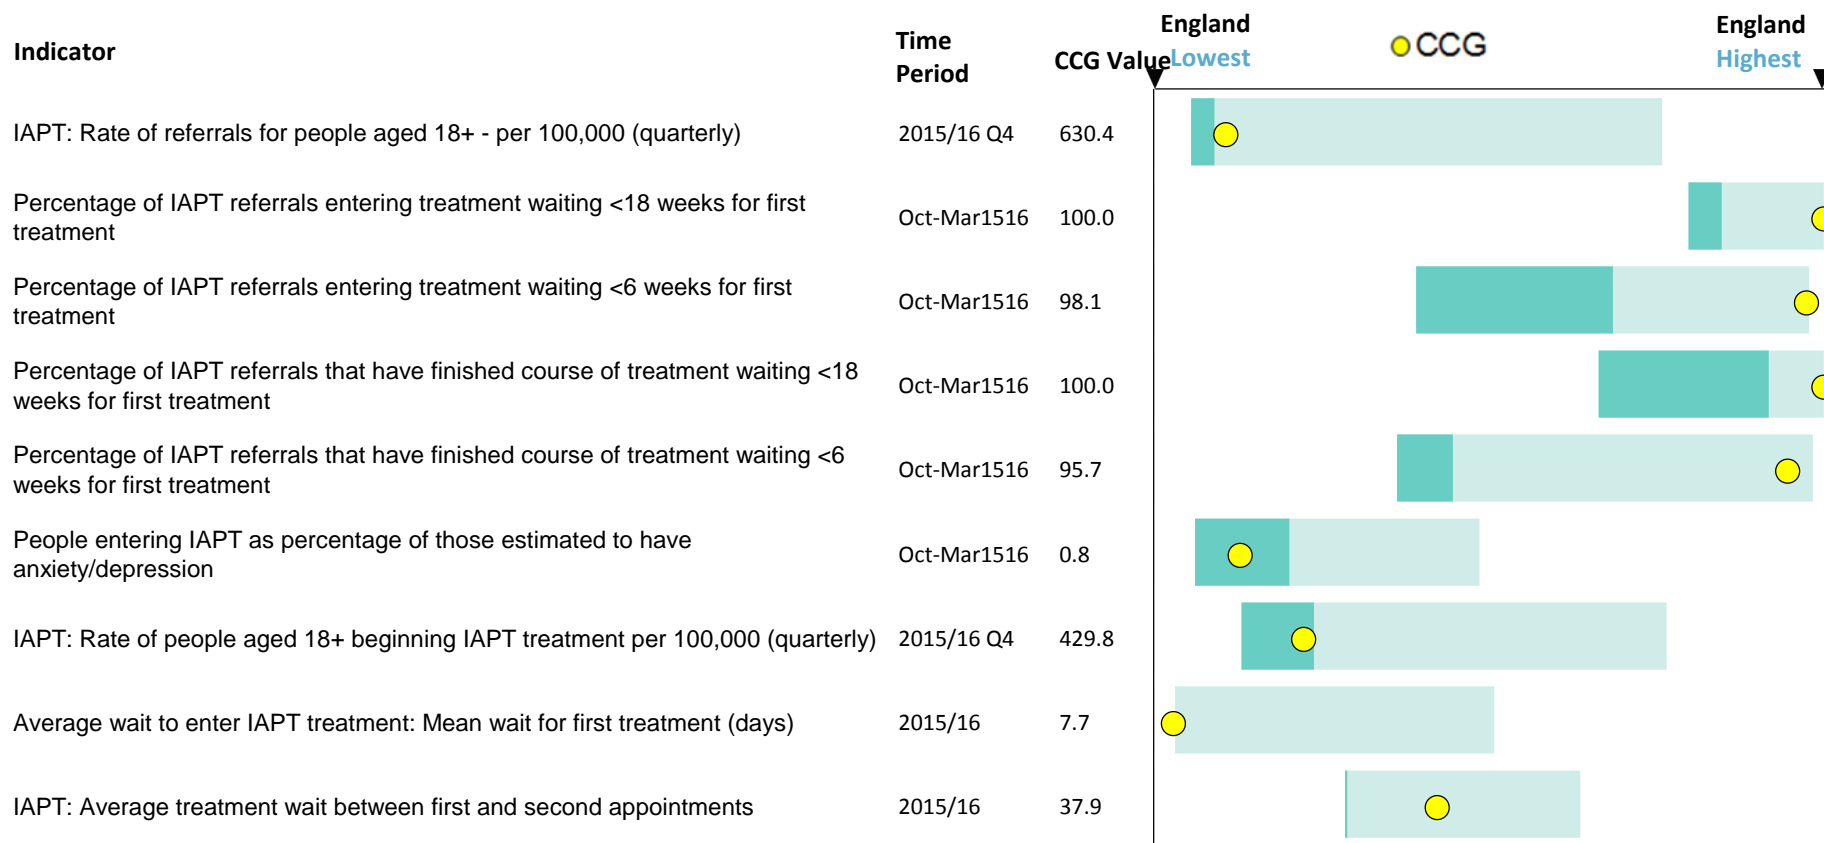 Indicator
Time
Period
CCG Value
England
Lowest
CCG
England
Highest
IAPT: Rate of referrals for people aged 18+ - per 100,000 (quarterly) 2015/16 Q4 630.4
Percentage of IAPT referrals entering treatment waiting <18 weeks for first
treatment
Oct-Mar1516 100.0
Percentage of IAPT referrals entering treatment waiting <6 weeks for first
treatment
Oct-Mar1516 98.1
Percentage of IAPT referrals that have finished course of treatment waiting <18
weeks for first treatment
Oct-Mar1516 100.0
Percentage of IAPT referrals that have finished course of treatment waiting <6
weeks for first treatment
Oct-Mar1516 95.7
People entering IAPT as percentage of those estimated to have
anxiety/depression
Oct-Mar1516 0.8
IAPT: Rate of people aged 18+ beginning IAPT treatment per 100,000 (quarterly) 2015/16 Q4 429.8
Average wait to enter IAPT treatment: Mean wait for first treatment (days) 2015/16 7.7
IAPT: Average treatment wait between first and second appointments 2015/16 37.9